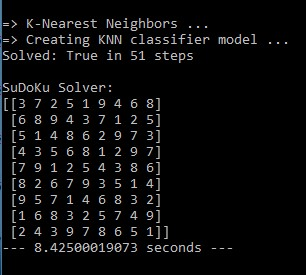 => K-Nearest Neighbors ...
=> Creating KNN classifier model ...
Solved: True in 51 steps
SuDoKu Solver:
[[3 7 2 5 1 9 4 6 8]
[6 8 9 4 3 7 1 2 5]
[5 1 4 8 6 2 9 7 3]
[4 3 5 6 8 1 2 9 7]
[7 9 1 2 5 4 3 8 6]
[8 2 6 7 9 3 5 1 4]
[9 5 7 1 4 6 8 3 2]
[1 6 8 3 2 5 7 4 9]
[2 4 3 9 7 8 6 5 1]]
--- 8.42500019073 seconds ---